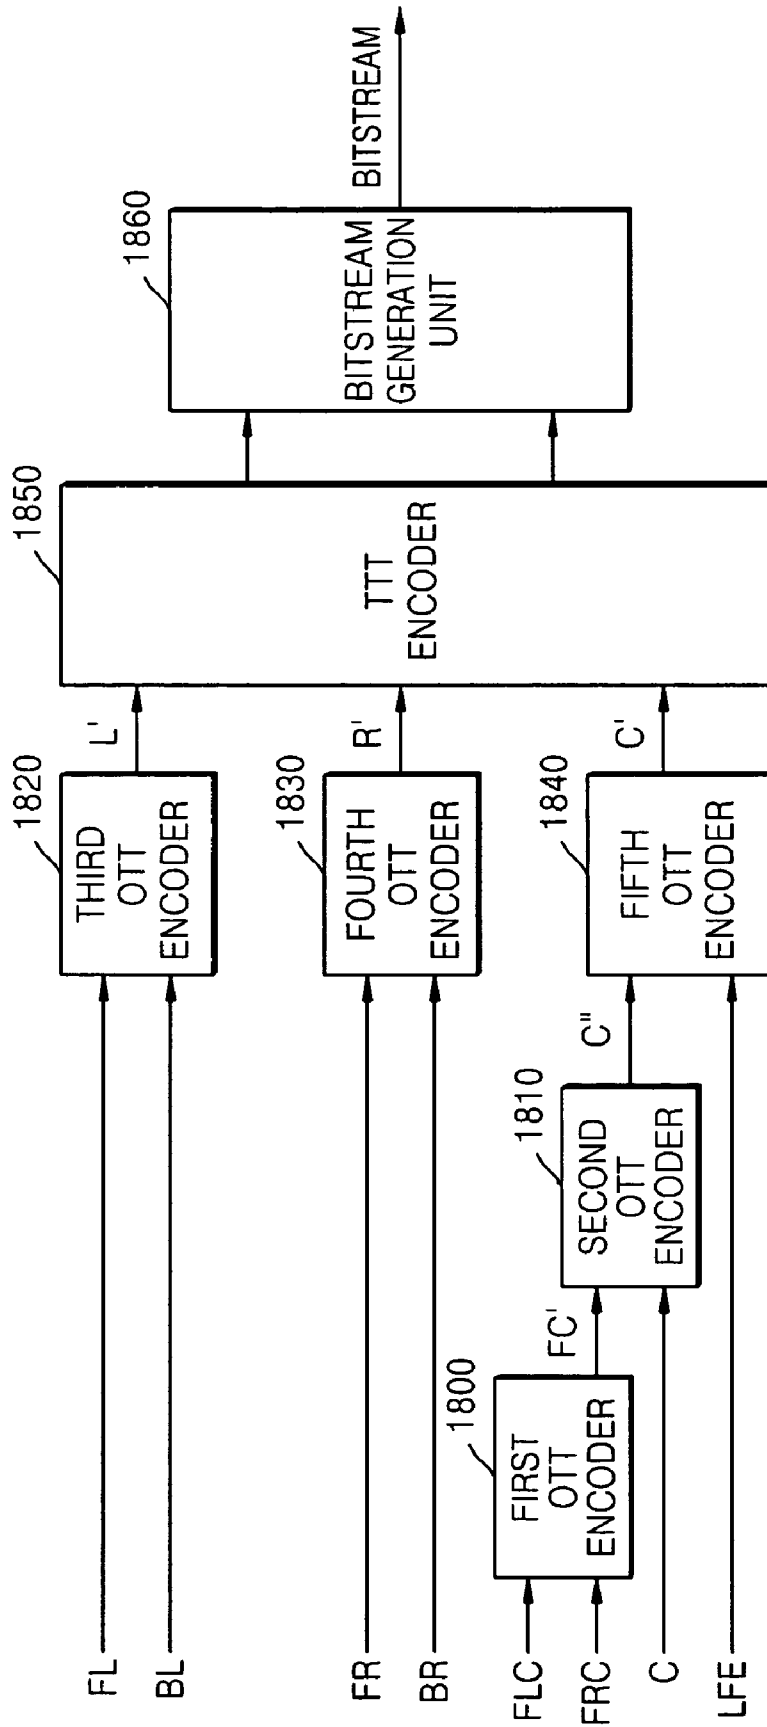 FL
BL
FR
BR
FLC
FRC
C
LFE
1800
FIRST
OTT
ENCODER
FC'
1810
SECOND
OTT
ENCODER
C"
1820
THIRD
OTT
ENCODER
L'
1830
FOURTH
OTT
ENCODER
R'
1840
FIFTH
OTT
ENCODER
C'
1850
TTT
ENCODER
1860
BITSTREAM
GENERATION
UNIT
BITSTREAM